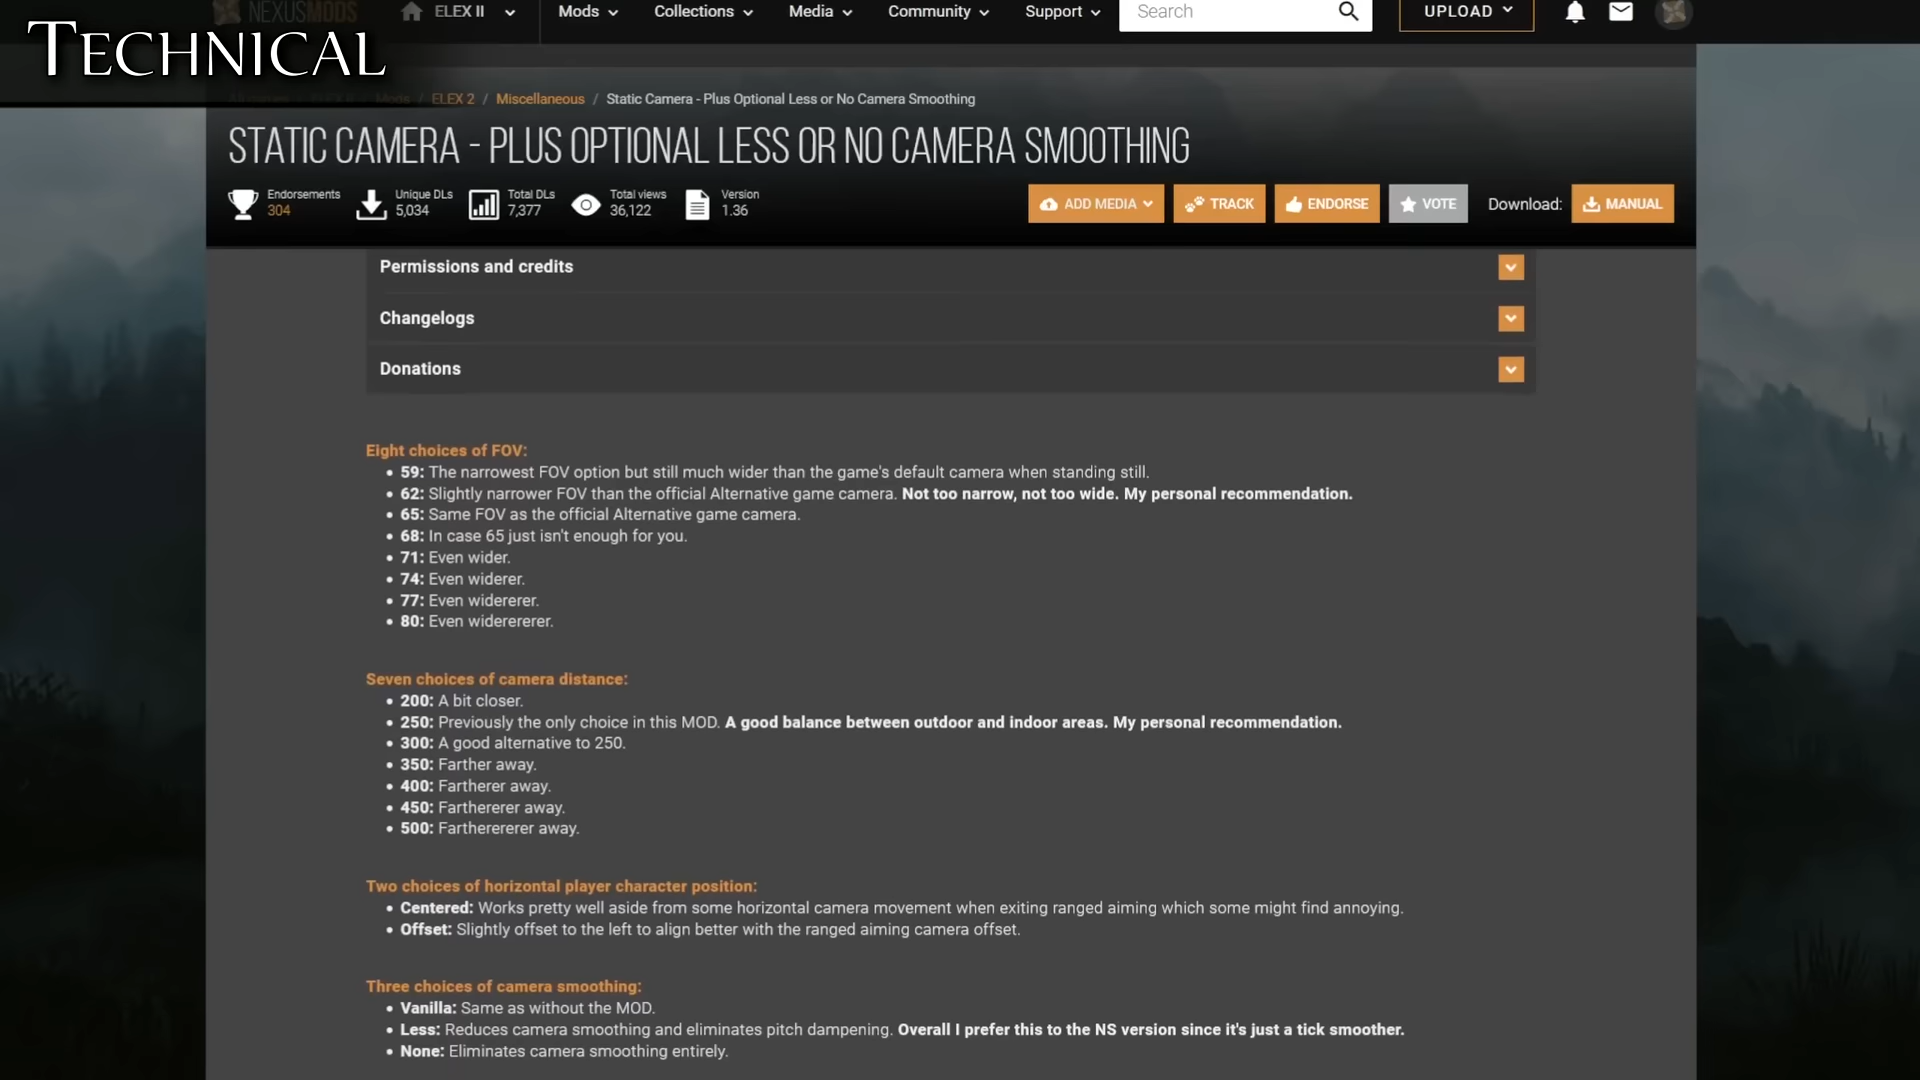 NEXUSMODS
ELEX II
Mods
Collections
Media
Community
Support
Search
UPLOAD
TECHNICAL
Mods / ELEX 2 / Miscellaneous / Static Camera - Plus Optional Less or No Camera Smoothing
STATIC CAMERA - PLUS OPTIONAL LESS OR NO CAMERA SMOOTHING
Endorsements
304
Unique DLs
5,034
Total DLs
7,377
Total views
36,122
Version
1.36
ADD MEDIA
TRACK
ENDORSE
VOTE
Download:
MANUAL
Permissions and credits
Changelogs
Donations
Eight choices of FOV:
• 59: The narrowest FOV option but still much wider than the game's default camera when standing still.
• 62: Slightly narrower FOV than the official Alternative game camera. Not too narrow, not too wide. My personal recommendation.
• 65: Same FOV as the official Alternative game camera.
• 68: In case 65 just isn't enough for you.
• 71: Even wider.
• 74: Even widerer.
• 77: Even widererer.
• 80: Even widerererer.
Seven choices of camera distance:
• 200: A bit closer.
• 250: Previously the only choice in this MOD. A good balance between outdoor and indoor areas. My personal recommendation.
• 300: A good alternative to 250.
• 350: Farther away.
• 400: Fartherer away.
• 450: Farthererer away.
• 500: Fartherererer away.
Two choices of horizontal player character position:
• Centered: Works pretty well aside from some horizontal camera movement when exiting ranged aiming which some might find annoying.
• Offset: Slightly offset to the left to align better with the ranged aiming camera offset.
Three choices of camera smoothing:
• Vanilla: Same as without the MOD.
• Less: Reduces camera smoothing and eliminates pitch dampening. Overall I prefer this to the NS version since it's just a tick smoother.
• None: Eliminates camera smoothing entirely.